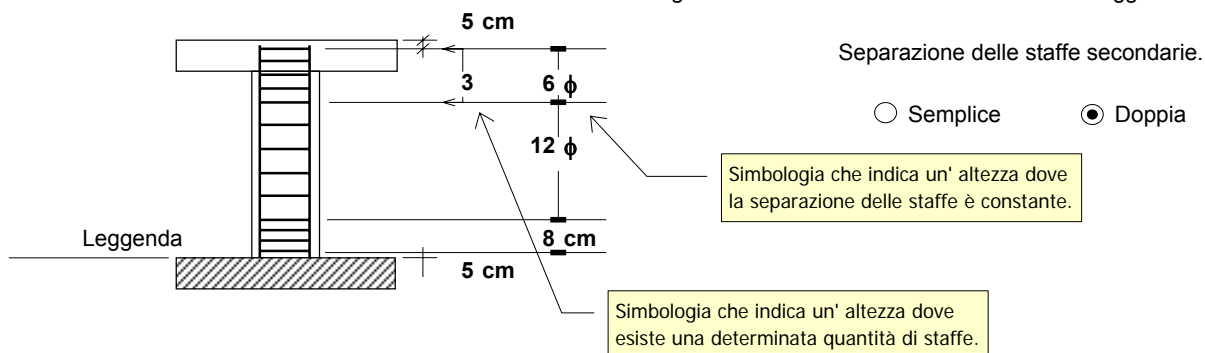 5 cm
Separazione delle staffe secondarie.
3
6 ϕ
Semplice
Doppia
12 ϕ
Simbologia che indica un' altezza dove
la separazione delle staffe è constante.
Leggenda
8 cm
5 cm
Simbologia che indica un' altezza dove
esiste una determinata quantità di staffe.